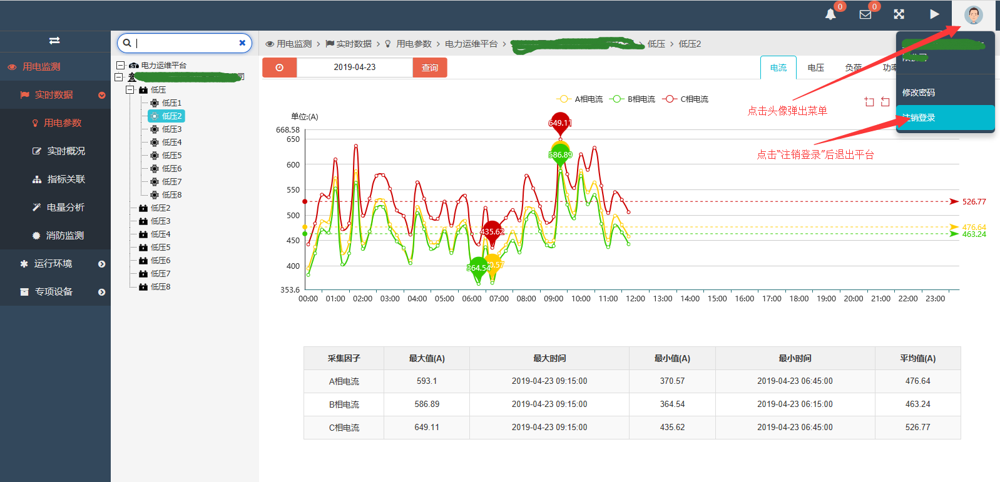 0
0
用电监测
实时数据
用电参数
实时概况
指标关联
电量分析
消防监测
运行环境
专项设备
电力运维平台
司
低压
低压1
低压2
低压3
低压4
低压5
低压6
低压7
低压8
低压2
低压3
低压4
低压5
低压6
低压7
低压8
用电监测 > 实时数据 > 用电参数 > 电力运维平台 > 低压 > 低压2
2019-04-23 查询
电流 电压 负荷
修改密码
注销登录
点击头像弹出菜单
点击“注销登录”后退出平台
A相电流 B相电流 C相电流
单位:(A)
668.58
650
600
550
500
450
400
353.6
649.11
586.89
435.62
364.54
526.77
476.64
463.24
00:00 01:00 02:00 03:00 04:00 05:00 06:00 07:00 08:00 09:00 10:00 11:00 12:00 13:00 14:00 15:00 16:00 17:00 18:00 19:00 20:00 21:00 22:00 23:00
采集因子 最大值(A) 最大时间 最小值(A) 最小时间 平均值(A)
A相电流 593.1 2019-04-23 09:15:00 370.57 2019-04-23 06:45:00 476.64
B相电流 586.89 2019-04-23 09:15:00 364.54 2019-04-23 06:15:00 463.24
C相电流 649.11 2019-04-23 09:15:00 435.62 2019-04-23 06:45:00 526.77